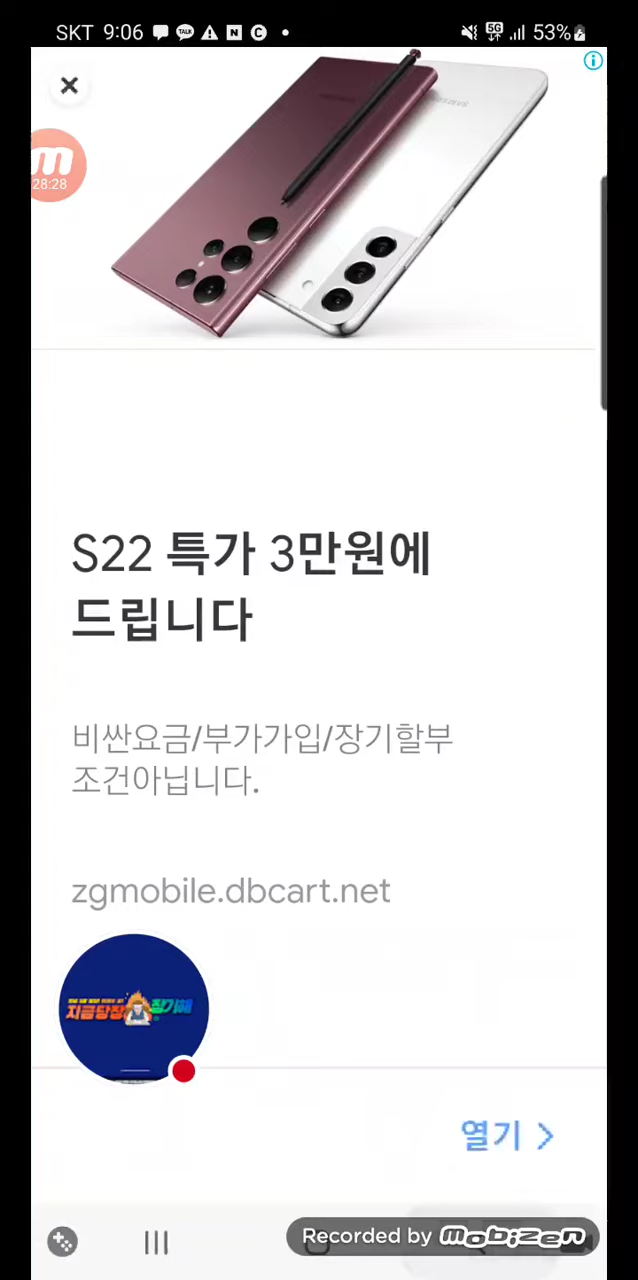 SKT 9:06 TALK N C 5G 53%
28:28
S22 특가 3만원에
드립니다
비싼요금/부가가입/장기할부
조건아닙니다.
zgmobile.dbcart.net
지금당장
열기
Recorded by mobizen